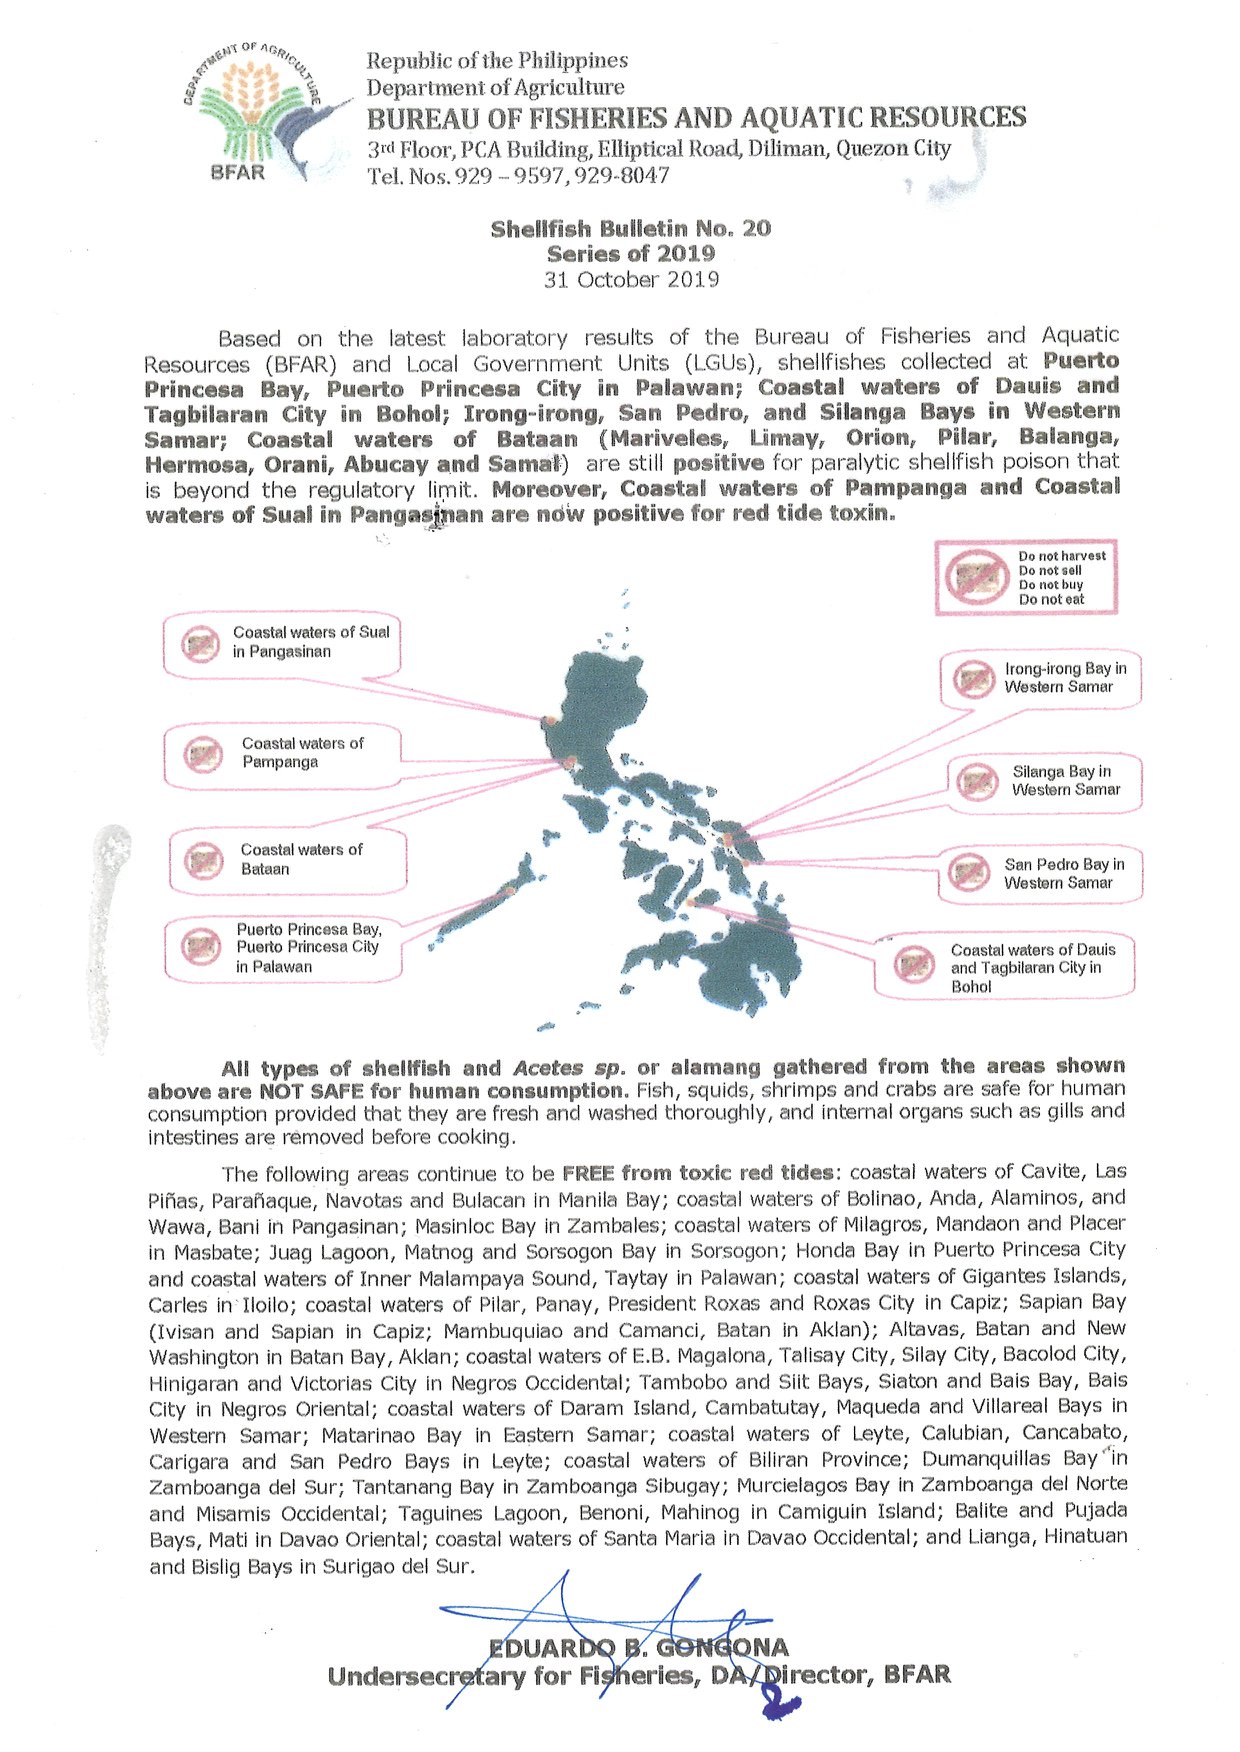 DEPARTMENT OF AGRICULTURE
BFAR
Republic of the Philippines
Department of Agriculture
BUREAU OF FISHERIES AND AQUATIC RESOURCES
3rd Floor, PCA Building, Elliptical Road, Diliman, Quezon City
Tel. Nos. 929 – 9597, 929-8047
Shellfish Bulletin No. 20
Series of 2019
31 October 2019
Based on the latest laboratory results of the Bureau of Fisheries and Aquatic
Resources (BFAR) and Local Government Units (LGUs), shellfishes collected at Puerto
Princesa Bay, Puerto Princesa City in Palawan; Coastal waters of Dauis and
Tagbilaran City in Bohol; Irong-irong, San Pedro, and Silanga Bays in Western
Samar; Coastal waters of Bataan (Mariveles, Limay, Orion, Pilar, Balanga,
Hermosa, Orani, Abucay and Samal) are still positive for paralytic shellfish poison that
is beyond the regulatory limit. Moreover, Coastal waters of Pampanga and Coastal
waters of Sual in Pangasinan are now positive for red tide toxin.
Do not harvest
Do not sell
Do not buy
Do not eat
Coastal waters of Sual
in Pangasinan
Coastal waters of
Pampanga
Coastal waters of
Bataan
Puerto Princesa Bay,
Puerto Princesa City
in Palawan
Irong-irong Bay in
Western Samar
Silanga Bay in
Western Samar
San Pedro Bay in
Western Samar
Coastal waters of Dauis
and Tagbilaran City in
Bohol
All types of shellfish and Acetes sp. or alamang gathered from the areas shown
above are NOT SAFE for human consumption. Fish, squids, shrimps and crabs are safe for human
consumption provided that they are fresh and washed thoroughly, and internal organs such as gills and
intestines are removed before cooking.
The following areas continue to be FREE from toxic red tides: coastal waters of Cavite, Las
Piñas, Parañaque, Navotas and Bulacan in Manila Bay; coastal waters of Bolinao, Anda, Alaminos, and
Wawa, Bani in Pangasinan; Masinloc Bay in Zambales; coastal waters of Milagros, Mandaon and Placer
in Masbate; Juag Lagoon, Matnog and Sorsogon Bay in Sorsogon; Honda Bay in Puerto Princesa City
and coastal waters of Inner Malampaya Sound, Taytay in Palawan; coastal waters of Gigantes Islands,
Carles in Iloilo; coastal waters of Pilar, Panay, President Roxas and Roxas City in Capiz; Sapian Bay
(Ivisan and Sapian in Capiz; Mambuquiao and Camanci, Batan in Aklan); Altavas, Batan and New
Washington in Batan Bay, Aklan; coastal waters of E.B. Magalona, Talisay City, Silay City, Bacolod City,
Hinigaran and Victorias City in Negros Occidental; Tambobo and Siit Bays, Siaton and Bais Bay, Bais
City in Negros Oriental; coastal waters of Daram Island, Cambatutay, Maqueda and Villareal Bays in
Western Samar; Matarinao Bay in Eastern Samar; coastal waters of Leyte, Calubian, Cancabato,
Carigara and San Pedro Bays in Leyte; coastal waters of Biliran Province; Dumanquillas Bay in
Zamboanga del Sur; Tantanang Bay in Zamboanga Sibugay; Murcielagos Bay in Zamboanga del Norte
and Misamis Occidental; Taguines Lagoon, Benoni, Mahinog in Camiguin Island; Balite and Pujada
Bays, Mati in Davao Oriental; coastal waters of Santa Maria in Davao Occidental; and Lianga, Hinatuan
and Bislig Bays in Surigao del Sur.
EDUARDO B. GONGONA
Undersecretary for Fisheries, DA/Director, BFAR